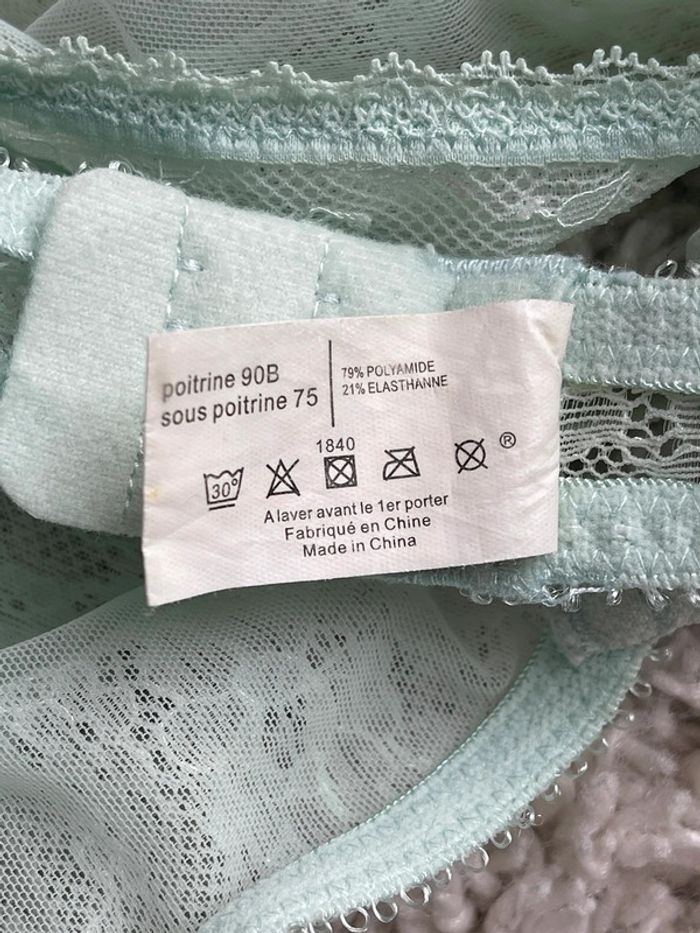 poitrine 90B
sous poitrine 75
79% POLYAMIDE
21% ELASTHANNE
1840
30°
®
A laver avant le 1er porter
Fabriqué en Chine
Made in China